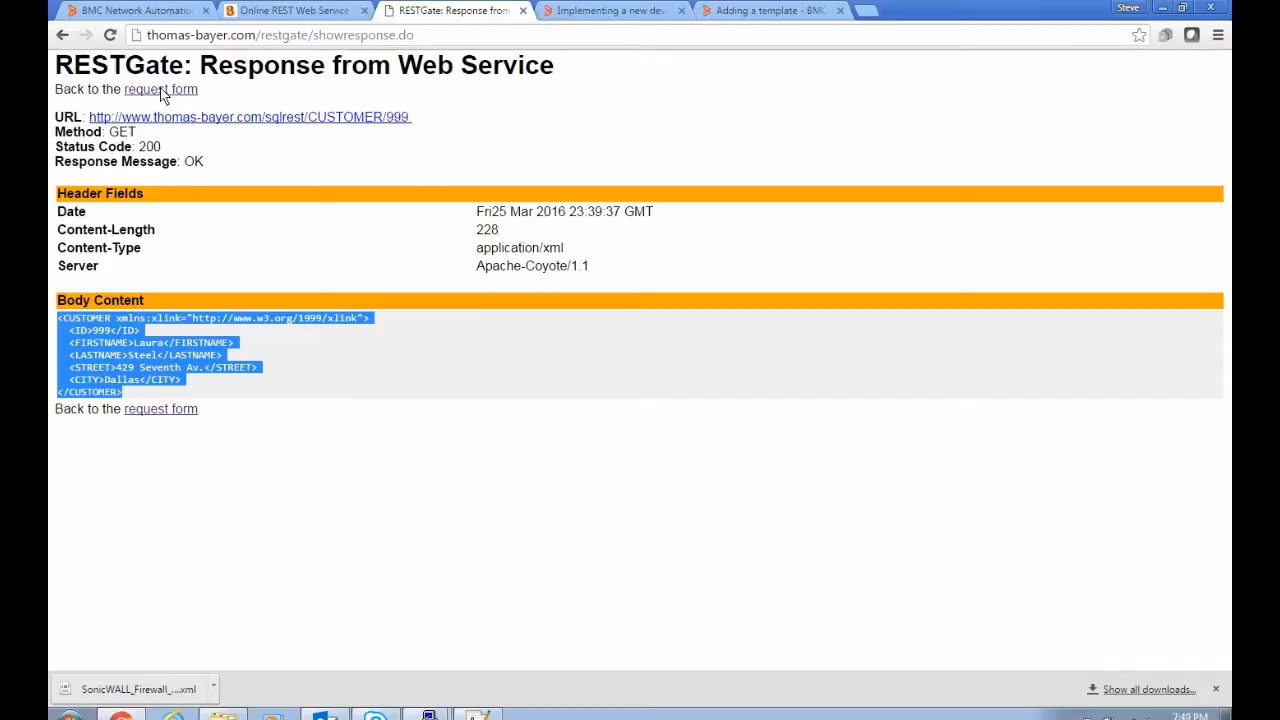 BMC Network Automatic
Online REST Web Service
RESTGate: Response from
Implementing a new dev
Adding a template - BMC
Steve
thomas-bayer.com/restgate/showresponse.do
RESTGate: Response from Web Service
Back to the request form
URL: http://www.thomas-bayer.com/sqlrest/CUSTOMER/999
Method: GET
Status Code: 200
Response Message: OK
Header Fields
Date Fri25 Mar 2016 23:39:37 GMT
Content-Length 228
Content-Type application/xml
Server Apache-Coyote/1.1
Body Content
<CUSTOMER xmlns:xlink="http://www.w3.org/1999/xlink">
<ID>999</ID>
<FIRSTNAME>Laura</FIRSTNAME>
<LASTNAME>Steel</LASTNAME>
<STREET>429 Seventh Av.</STREET>
<CITY>Dallas</CITY>
</CUSTOMER>
Back to the request form
SonicWALL_Firewall_....xml
Show all downloads...
7:40 PM